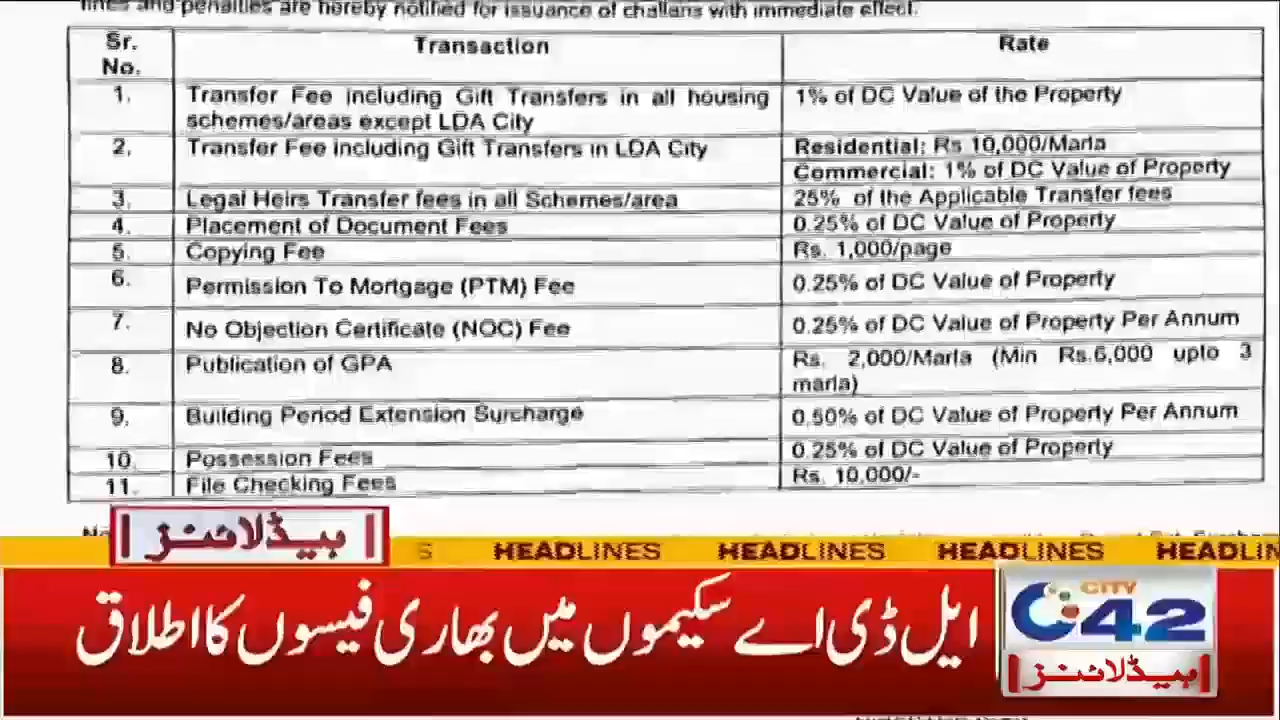 fines and penalties are hereby notified for issuance of challans with immediate effect.
Sr. No. Transaction Rate
1. Transfer Fee including Gift Transfers in all housing schemes/areas except LDA City 1% of DC Value of the Property
2. Transfer Fee including Gift Transfers in LDA City Residential: Rs 10,000/Marla
Commercial: 1% of DC Value of Property
3. Legal Heirs Transfer fees in all Schemes/area 25% of the Applicable Transfer fees
4. Placement of Document Fees 0.25% of DC Value of Property
5. Copying Fee Rs. 1,000/page
6. Permission To Mortgage (PTM) Fee 0.25% of DC Value of Property
7. No Objection Certificate (NOC) Fee 0.25% of DC Value of Property Per Annum
8. Publication of GPA Rs. 2,000/Marla (Min Rs.6,000 upto 3 marla)
9. Building Period Extension Surcharge 0.50% of DC Value of Property Per Annum
10. Possession Fees 0.25% of DC Value of Property
11. File Checking Fees Rs. 10,000/-
ہیڈلائنز
S HEADLINES HEADLINES HEADLINES HEADLIN
ایل ڈی اے سکیموں میں بھاری فیسوں کا اطلاق
CITY
42
ہیڈلائنز